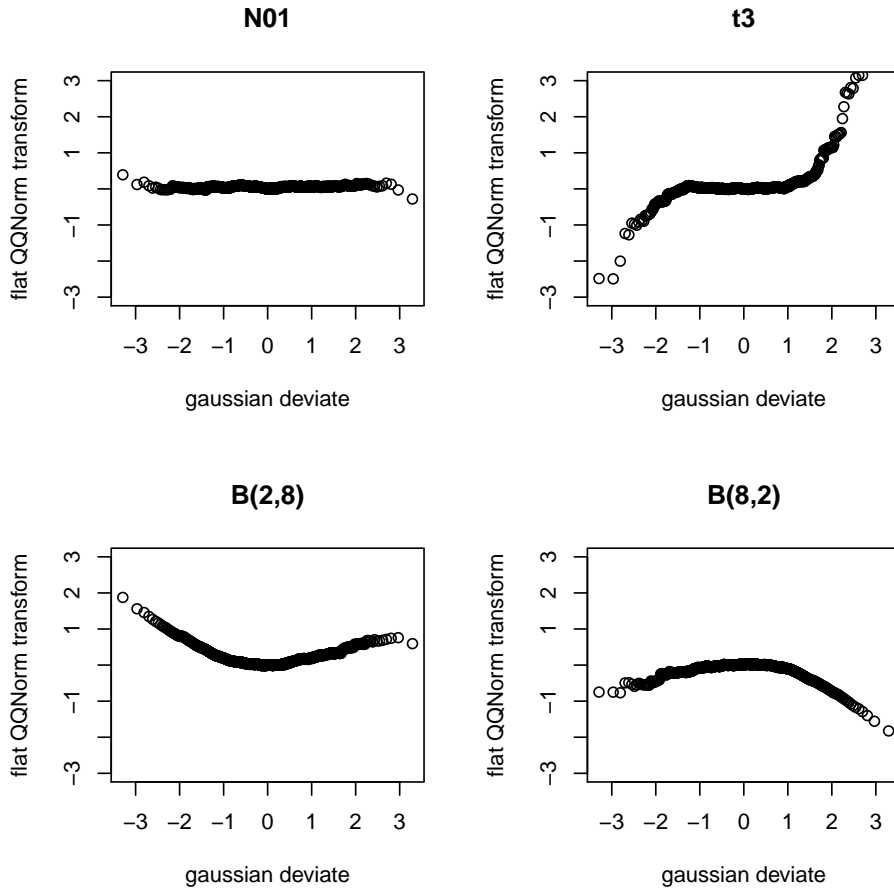 N01
flat QQNorm transform
3
2
1
−1
−3
−3 −2 −1 0 1 2 3
gaussian deviate
t3
flat QQNorm transform
3
2
1
−1
−3
−3 −2 −1 0 1 2 3
gaussian deviate
B(2,8)
flat QQNorm transform
3
2
1
−1
−3
−3 −2 −1 0 1 2 3
gaussian deviate
B(8,2)
flat QQNorm transform
3
2
1
−1
−3
−3 −2 −1 0 1 2 3
gaussian deviate